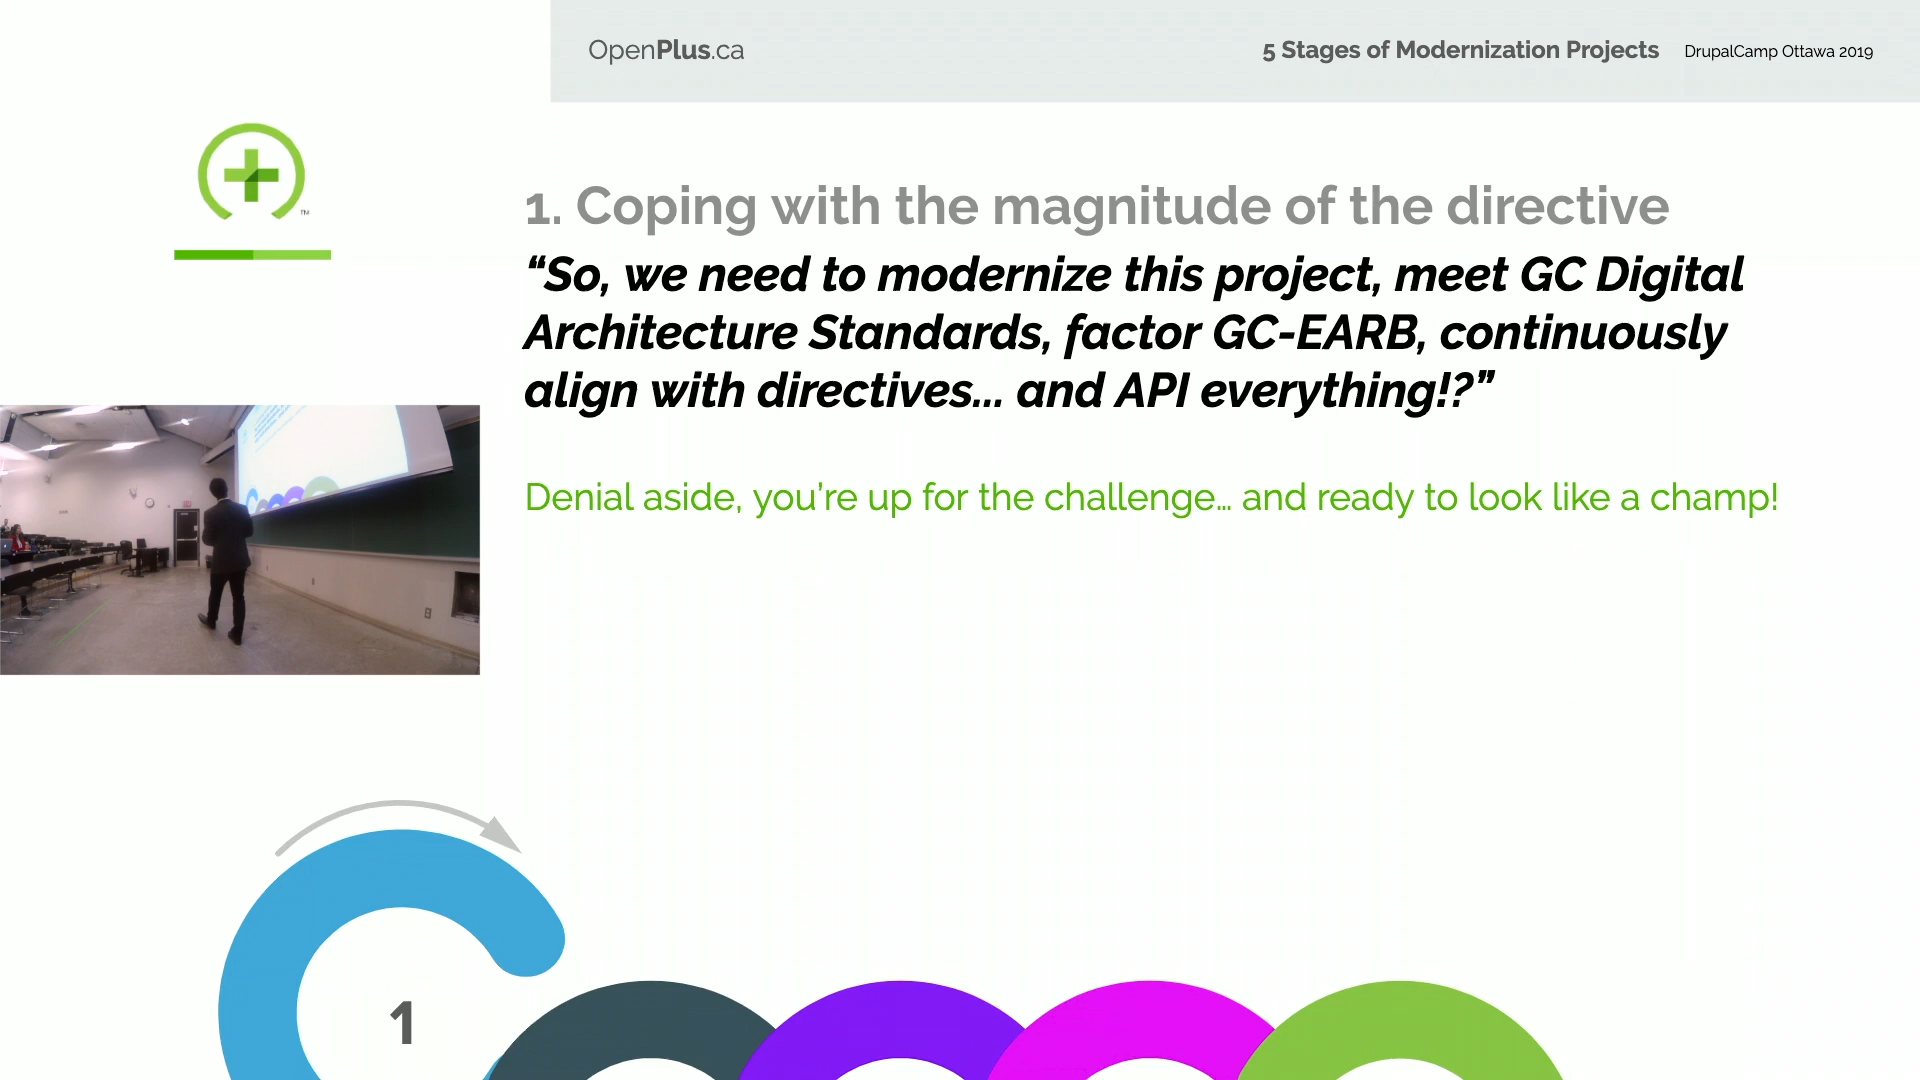 OpenPlus.ca
5 Stages of Modernization Projects DrupalCamp Ottawa 2019
TM
1. Coping with the magnitude of the directive
“So, we need to modernize this project, meet GC Digital
Architecture Standards, factor GC-EARB, continuously
align with directives... and API everything!?”
Denial aside, you’re up for the challenge... and ready to look like a champ!
1